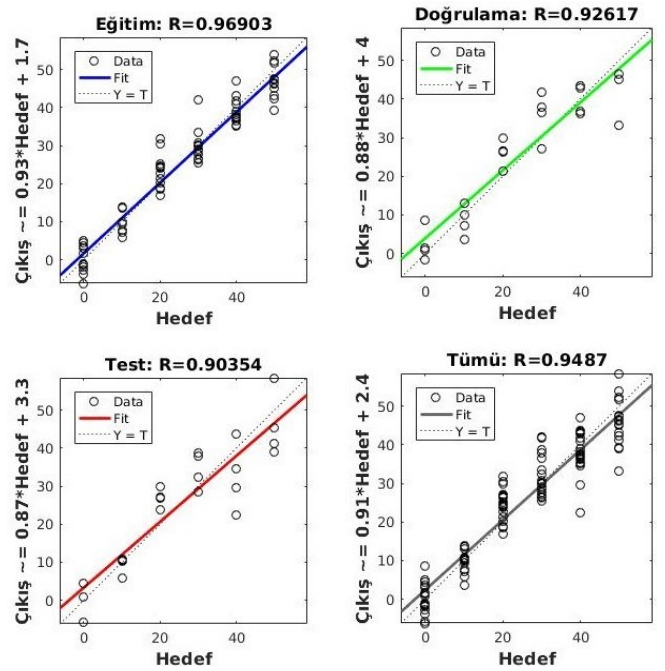 Eğitim: R=0.96903
Çıkış ~= 0.93*Hedef + 1.7
Data
Fit
Y = T
50
40
30
20
10
0
0
20
40
Hedef
Doğrulama: R=0.92617
Çıkış ~= 0.88*Hedef + 4
Data
Fit
Y = T
50
40
30
20
10
0
0
20
40
Hedef
Test: R=0.90354
Çıkış ~= 0.87*Hedef + 3.3
Data
Fit
Y = T
50
40
30
20
10
0
0
20
40
Hedef
Tümü: R=0.9487
Çıkış ~= 0.91*Hedef + 2.4
Data
Fit
Y = T
50
40
30
20
10
0
0
20
40
Hedef